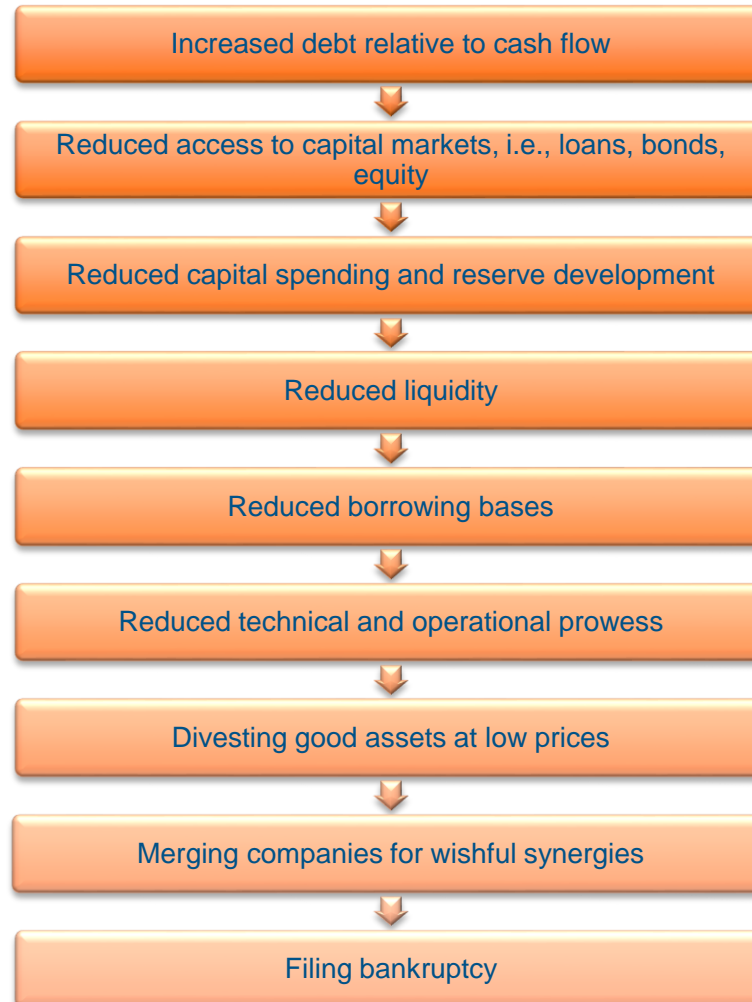 Increased debt relative to cash flow
Reduced access to capital markets, i.e., loans, bonds,
equity
Reduced capital spending and reserve development
Reduced liquidity
Reduced borrowing bases
Reduced technical and operational prowess
Divesting good assets at low prices
Merging companies for wishful synergies
Filing bankruptcy